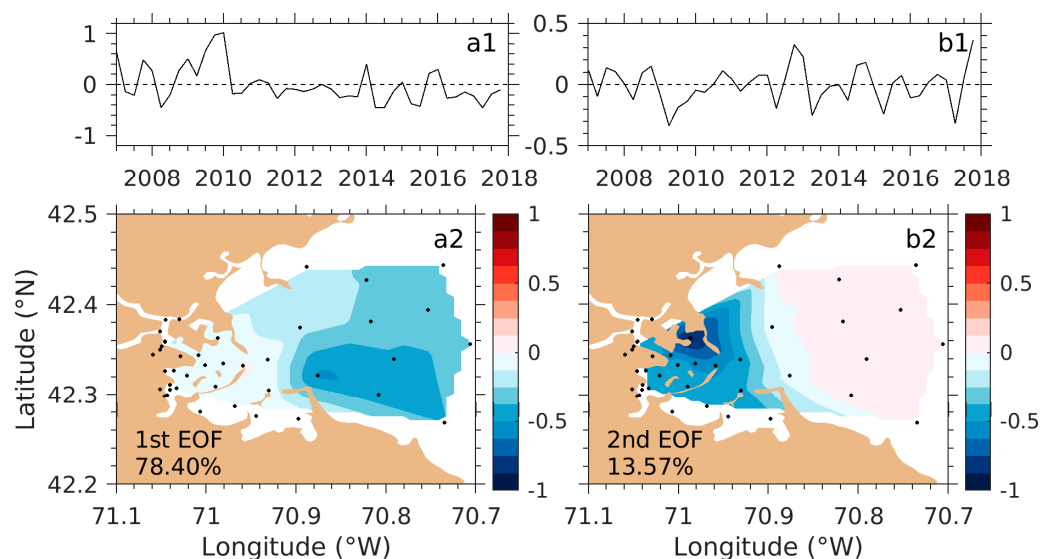 1
0
-1
a1
2008 2010 2012 2014 2016 2018
0.5
0
-0.5
b1
2008 2010 2012 2014 2016 2018
42.5
42.4
42.3
42.2
Latitude (°N)
a2
1st EOF
78.40%
71.1 71 70.9 70.8 70.7
Longitude (°W)
1
0.5
0
-0.5
-1
b2
2nd EOF
13.57%
71.1 71 70.9 70.8 70.7
Longitude (°W)
1
0.5
0
-0.5
-1